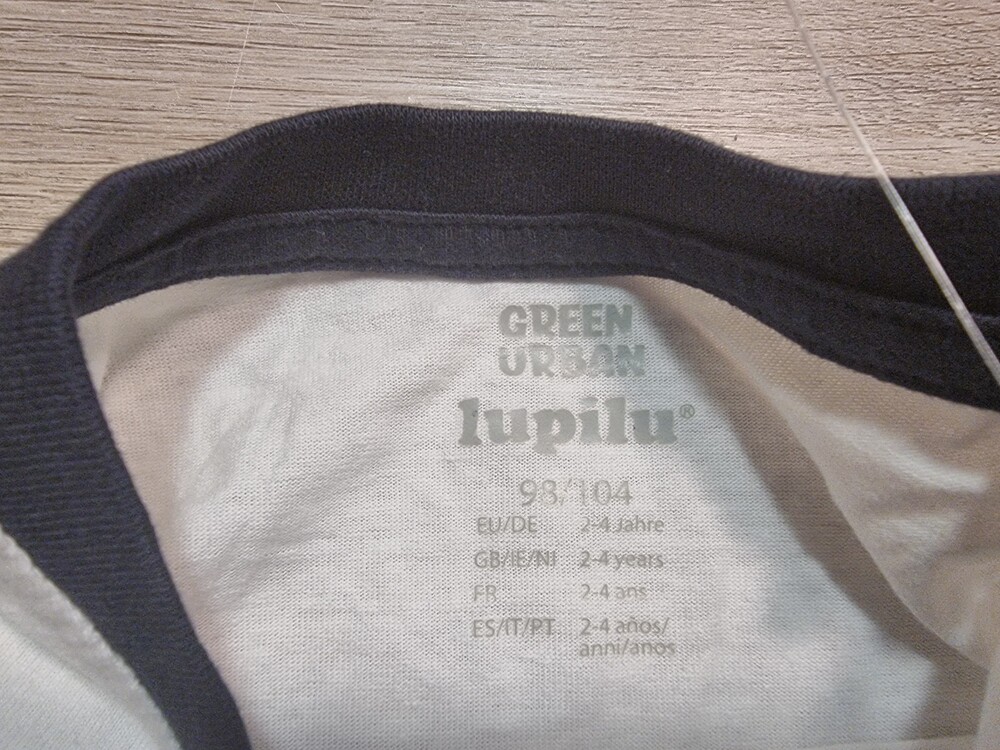 GREEN
URBAN
lupilu®
98/104
EU/DE 2-4 Jahre
GB/IE/NI 2-4 years
FR 2-4 ans
ES/IT/PT 2-4 años/
anni/anos